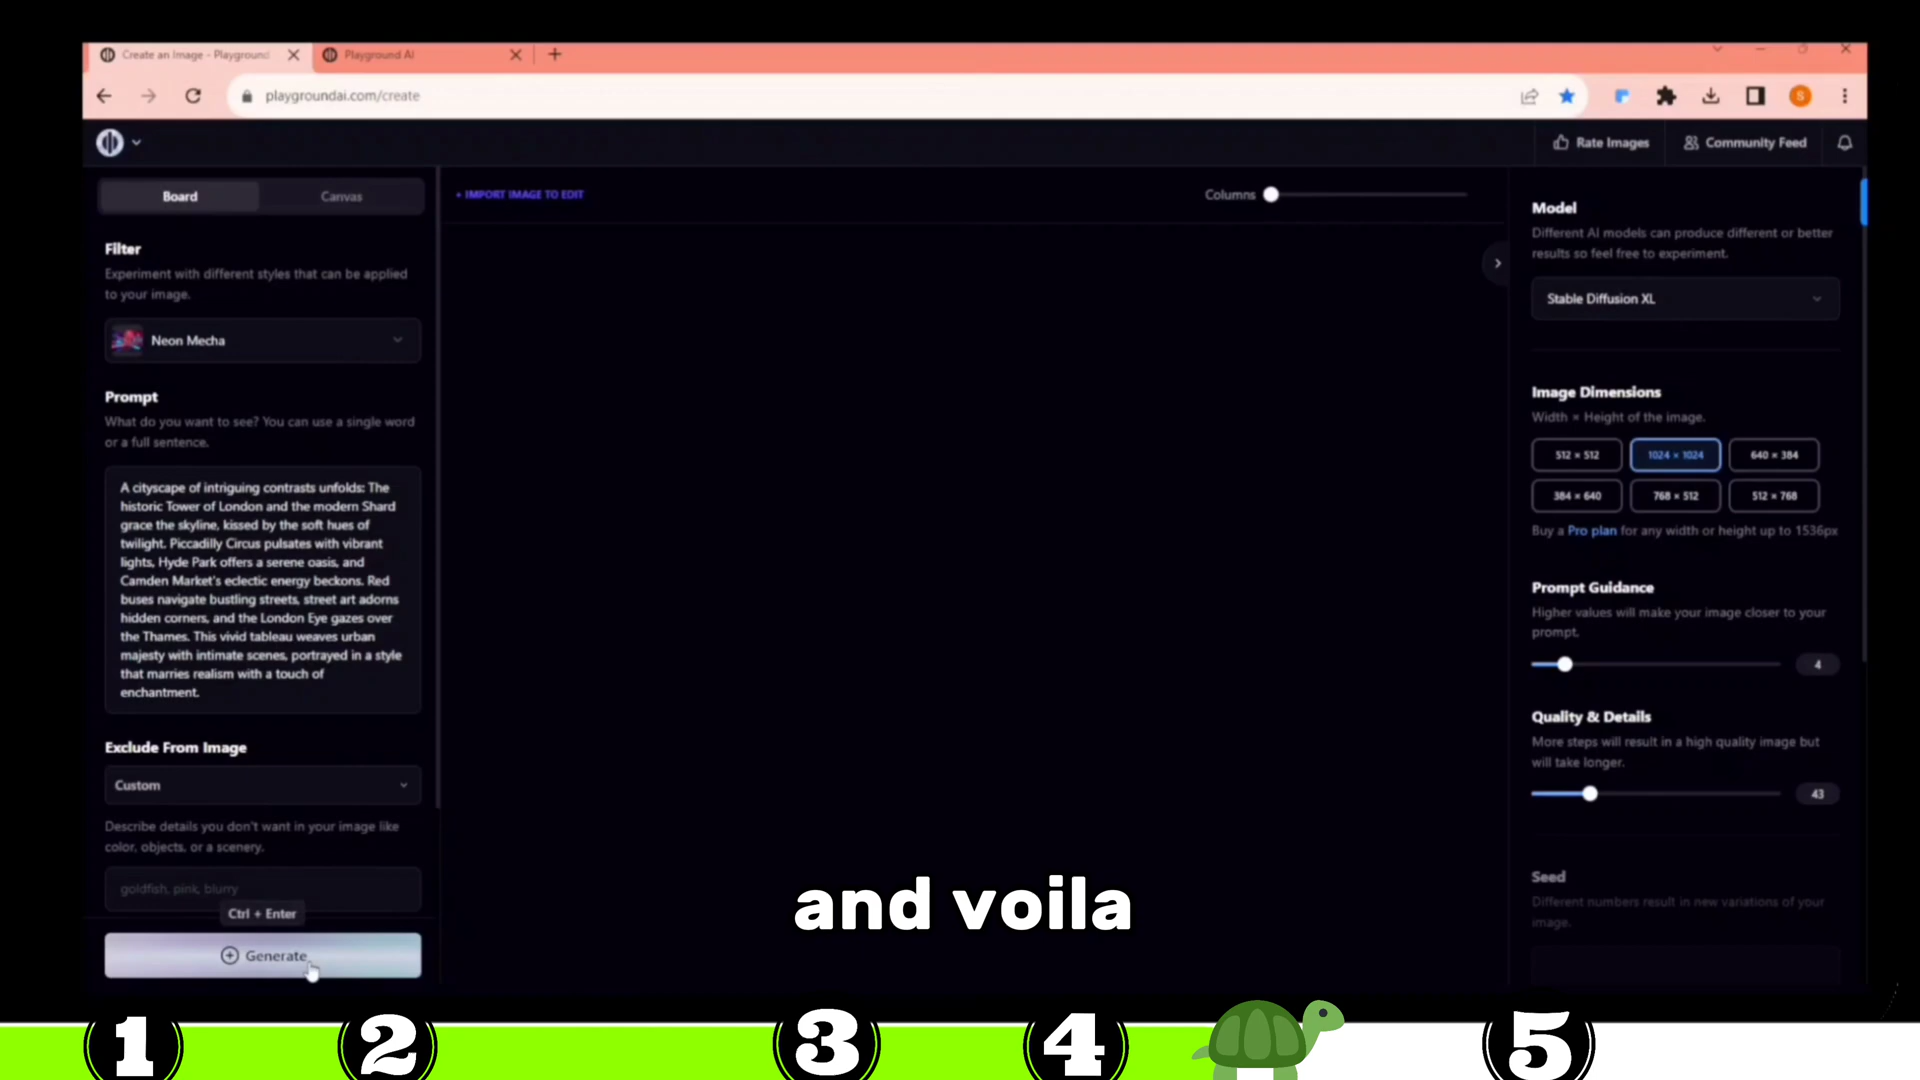 Create an Image - Playground
Playground AI
playgroundai.com/create
S
Rate Images
Community Feed
Board
Canvas
+ IMPORT IMAGE TO EDIT
Columns
Filter
Experiment with different styles that can be applied
to your image.
Neon Mecha
Prompt
What do you want to see? You can use a single word
or a full sentence.
A cityscape of intriguing contrasts unfolds: The
historic Tower of London and the modern Shard
grace the skyline, kissed by the soft hues of
twilight. Piccadilly Circus pulsates with vibrant
lights, Hyde Park offers a serene oasis, and
Camden Market's eclectic energy beckons. Red
buses navigate bustling streets, street art adorns
hidden corners, and the London Eye gazes over
the Thames. This vivid tableau weaves urban
majesty with intimate scenes, portrayed in a style
that marries realism with a touch of
enchantment.
Exclude From Image
Custom
Describe details you don't want in your image like
color, objects, or a scenery.
goldfish, pink, blurry
Ctrl + Enter
Generate
Model
Different AI models can produce different or better
results so feel free to experiment.
Stable Diffusion XL
Image Dimensions
Width × Height of the image.
512 × 512
1024 × 1024
640 × 384
384 × 640
768 × 512
512 × 768
Buy a Pro plan for any width or height up to 1536px
Prompt Guidance
Higher values will make your image closer to your
prompt.
4
Quality & Details
More steps will result in a high quality image but
will take longer.
43
Seed
Different numbers result in new variations of your
image.
and voila
1
2
3
4
5